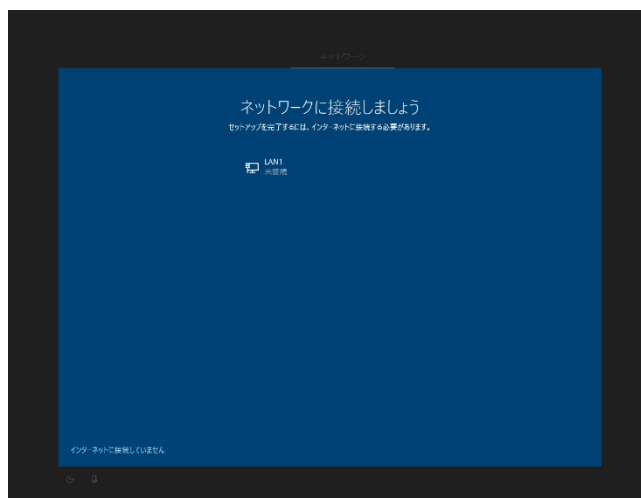 ネットワーク
ネットワークに接続しましょう
セットアップを完了するには、インターネットに接続する必要があります。
LAN1
未接続
インターネットに接続していません